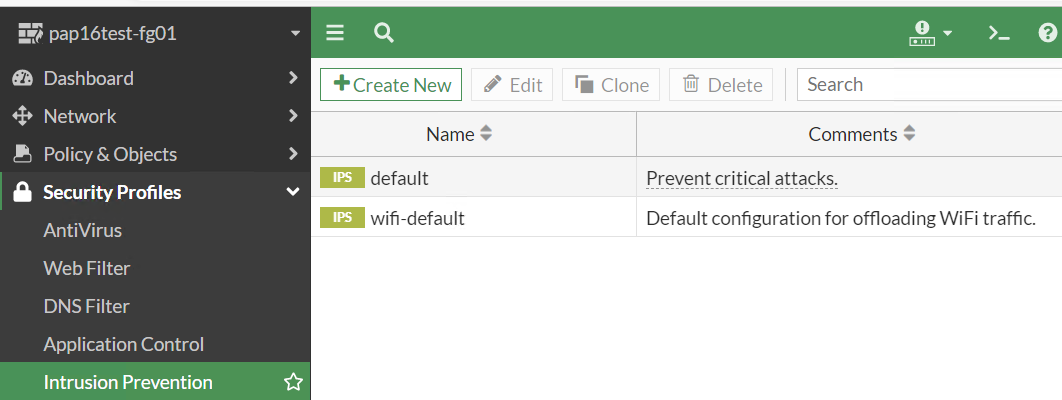 pap16test-fg01
Dashboard
Network
Policy & Objects
Security Profiles
AntiVirus
Web Filter
DNS Filter
Application Control
Intrusion Prevention
Create New
Edit
Clone
Delete
Search
Name
Comments
IPS default
Prevent critical attacks.
IPS wifi-default
Default configuration for offloading WiFi traffic.